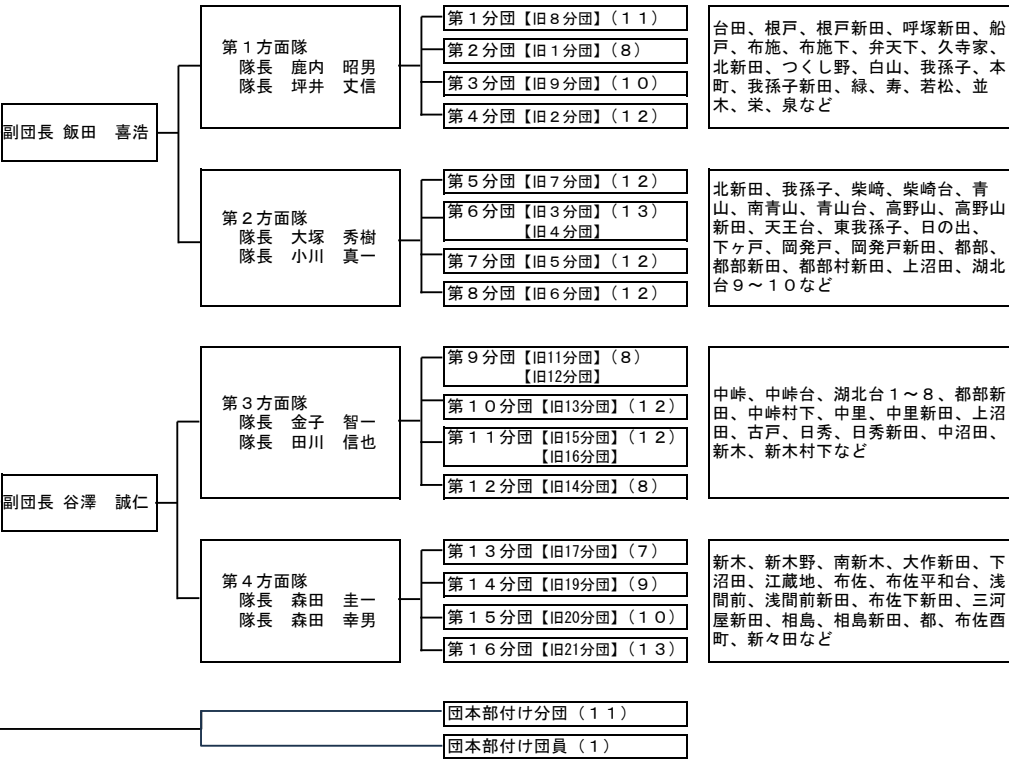 副団長 飯田　喜浩
第１方面隊
隊長　鹿内　昭男
隊長　坪井　丈信
第１分団【旧８分団】（１１）
第２分団【旧１分団】（８）
第３分団【旧９分団】（１０）
第４分団【旧２分団】（１２）
台田、根戸、根戸新田、呼塚新田、船
戸、布施、布施下、弁天下、久寺家、
北新田、つくし野、白山、我孫子、本
町、我孫子新田、緑、寿、若松、並
木、栄、泉など
第２方面隊
隊長　大塚　秀樹
隊長　小川　真一
第５分団【旧７分団】（１２）
第６分団【旧３分団】（１３）
【旧４分団】
第７分団【旧５分団】（１２）
第８分団【旧６分団】（１２）
北新田、我孫子、柴﨑、柴崎台、青
山、南青山、青山台、高野山、高野山
新田、天王台、東我孫子、日の出、
下ヶ戸、岡発戸、岡発戸新田、都部、
都部新田、都部村新田、上沼田、湖北
台９～１０など
副団長 谷澤　誠仁
第３方面隊
隊長　金子　智一
隊長　田川　信也
第９分団【旧11分団】（８）
【旧12分団】
第１０分団【旧13分団】（１２）
第１１分団【旧15分団】（１２）
【旧16分団】
第１２分団【旧14分団】（８）
中峠、中峠台、湖北台１～８、都部新
田、中峠村下、中里、中里新田、上沼
田、古戸、日秀、日秀新田、中沼田、
新木、新木村下など
第４方面隊
隊長　森田　圭一
隊長　森田　幸男
第１３分団【旧17分団】（７）
第１４分団【旧19分団】（９）
第１５分団【旧20分団】（１０）
第１６分団【旧21分団】（１３）
新木、新木野、南新木、大作新田、下
沼田、江蔵地、布佐、布佐平和台、浅
間前、浅間前新田、布佐下新田、三河
屋新田、相島、相島新田、都、布佐酉
町、新々田など
団本部付け分団（１１）
団本部付け団員（１）